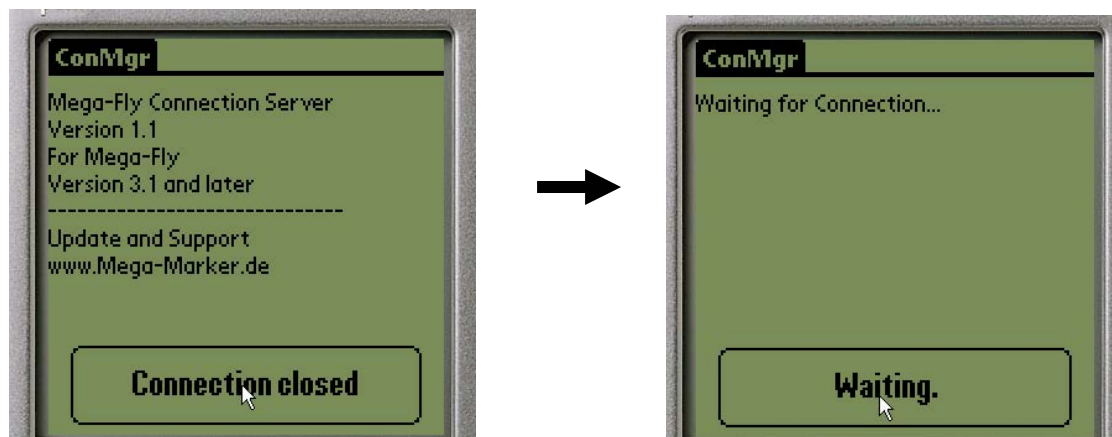 ConMgr
Mega-Fly Connection Server
Version 1.1
For Mega-Fly
Version 3.1 and later
------------------------------
Update and Support
www.Mega-Marker.de
Connection closed
ConMgr
Waiting for Connection...
Waiting.